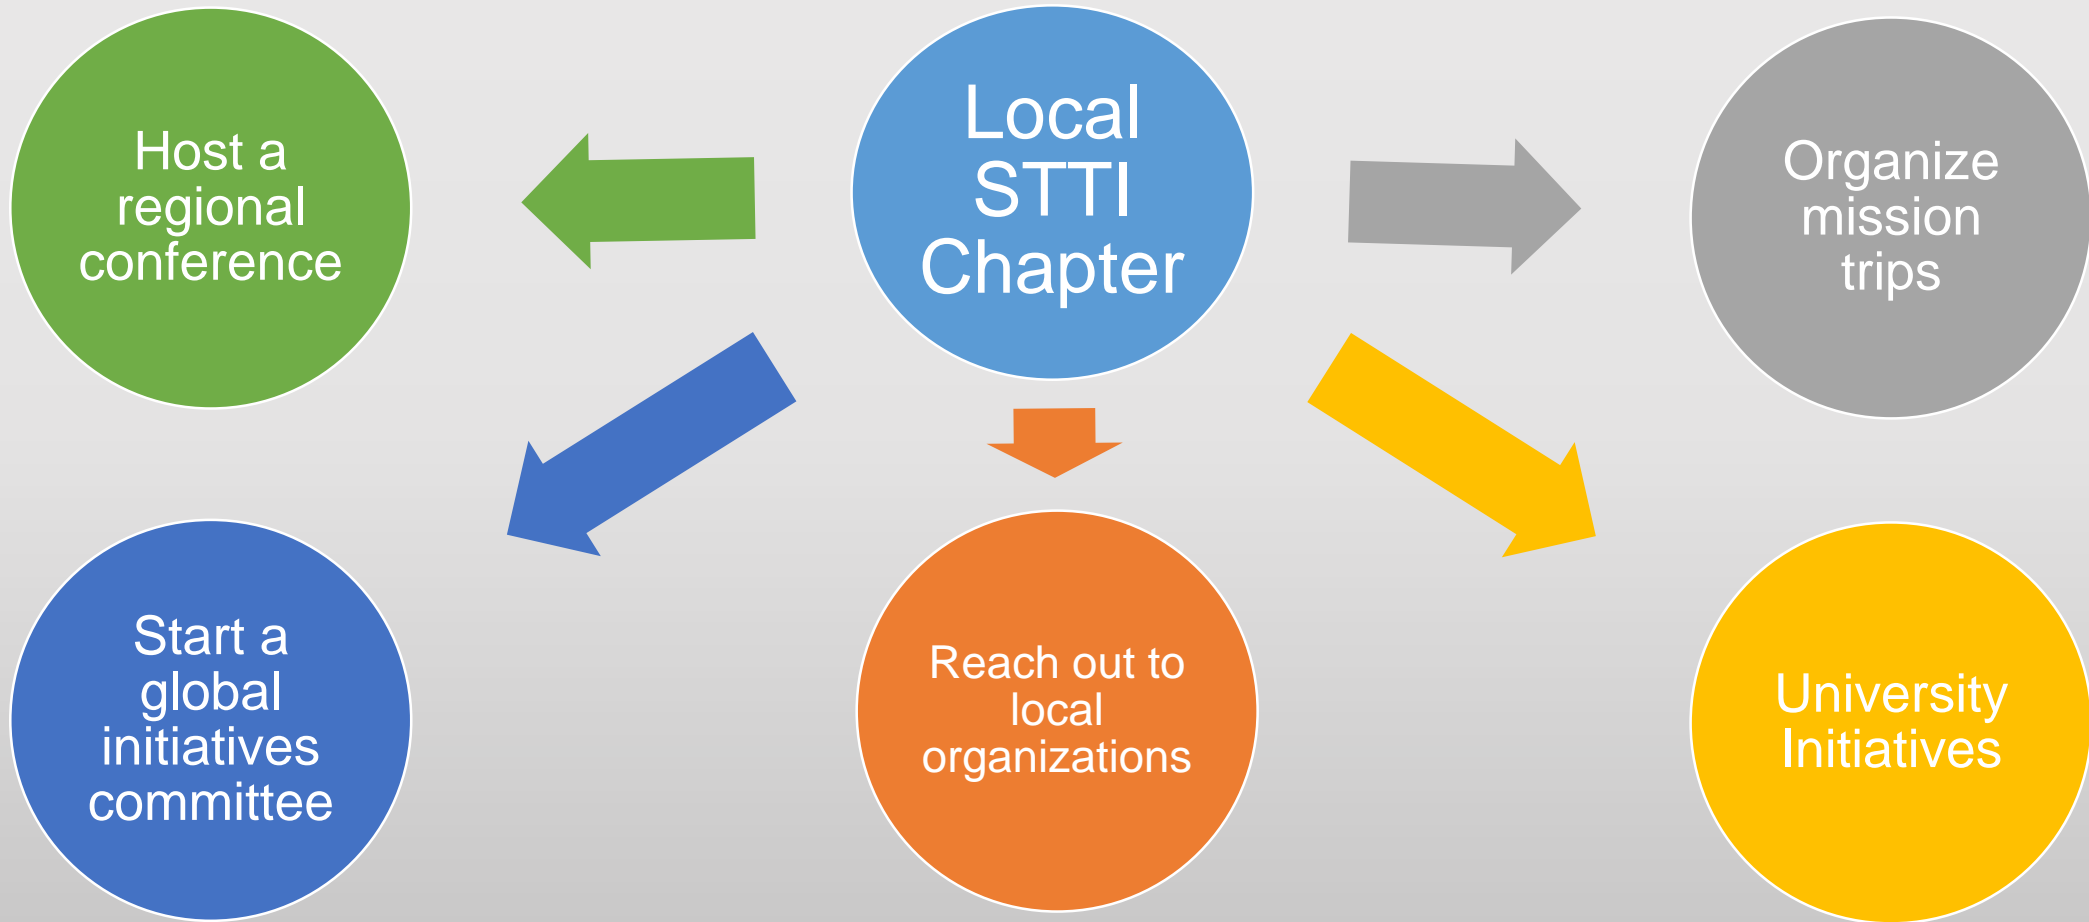 Host a
regional
conference
Local
STTI
Chapter
Organize
mission
trips
Start a
global
initiatives
committee
Reach out to
local
organizations
University
Initiatives